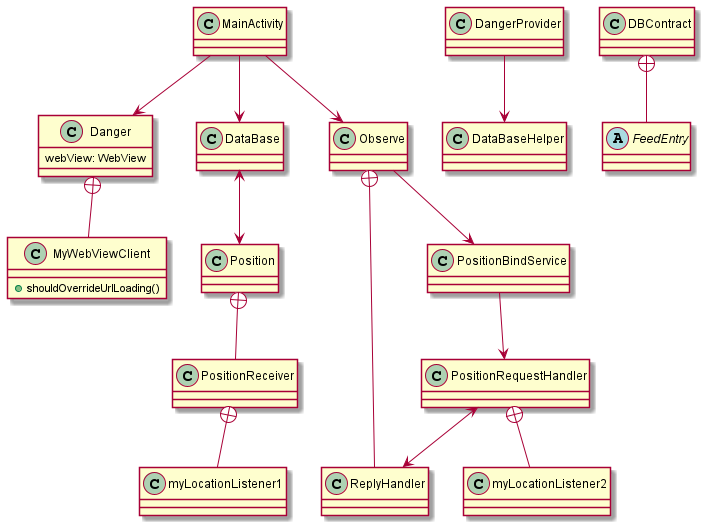 C MainActivity
C DangerProvider
C DBContract
C Danger
webView: WebView
C DataBase
C Observe
C DataBaseHelper
A FeedEntry
C MyWebViewClient
shouldOverrideUrlLoading()
C Position
C PositionBindService
C PositionReceiver
C PositionRequestHandler
C myLocationListener1
C ReplyHandler
C myLocationListener2